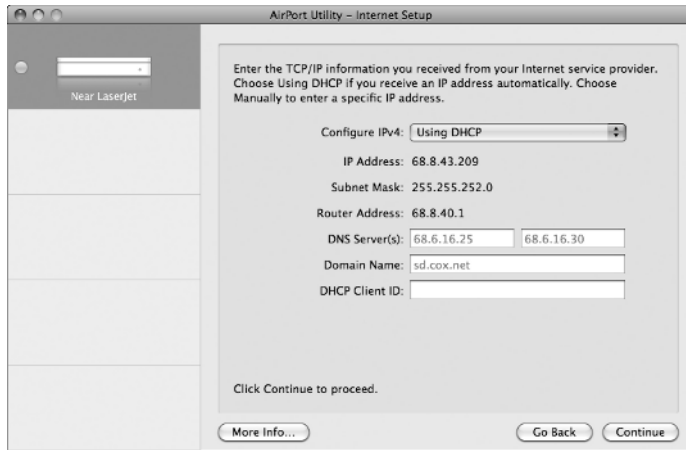 AirPort Utility – Internet Setup
Near LaserJet
Enter the TCP/IP information you received from your Internet service provider.
Choose Using DHCP if you receive an IP address automatically. Choose
Manually to enter a specific IP address.
Configure IPv4: Using DHCP
IP Address: 68.8.43.209
Subnet Mask: 255.255.252.0
Router Address: 68.8.40.1
DNS Server(s): 68.6.16.25 68.6.16.30
Domain Name: sd.cox.net
DHCP Client ID:
Click Continue to proceed.
More Info... Go Back Continue